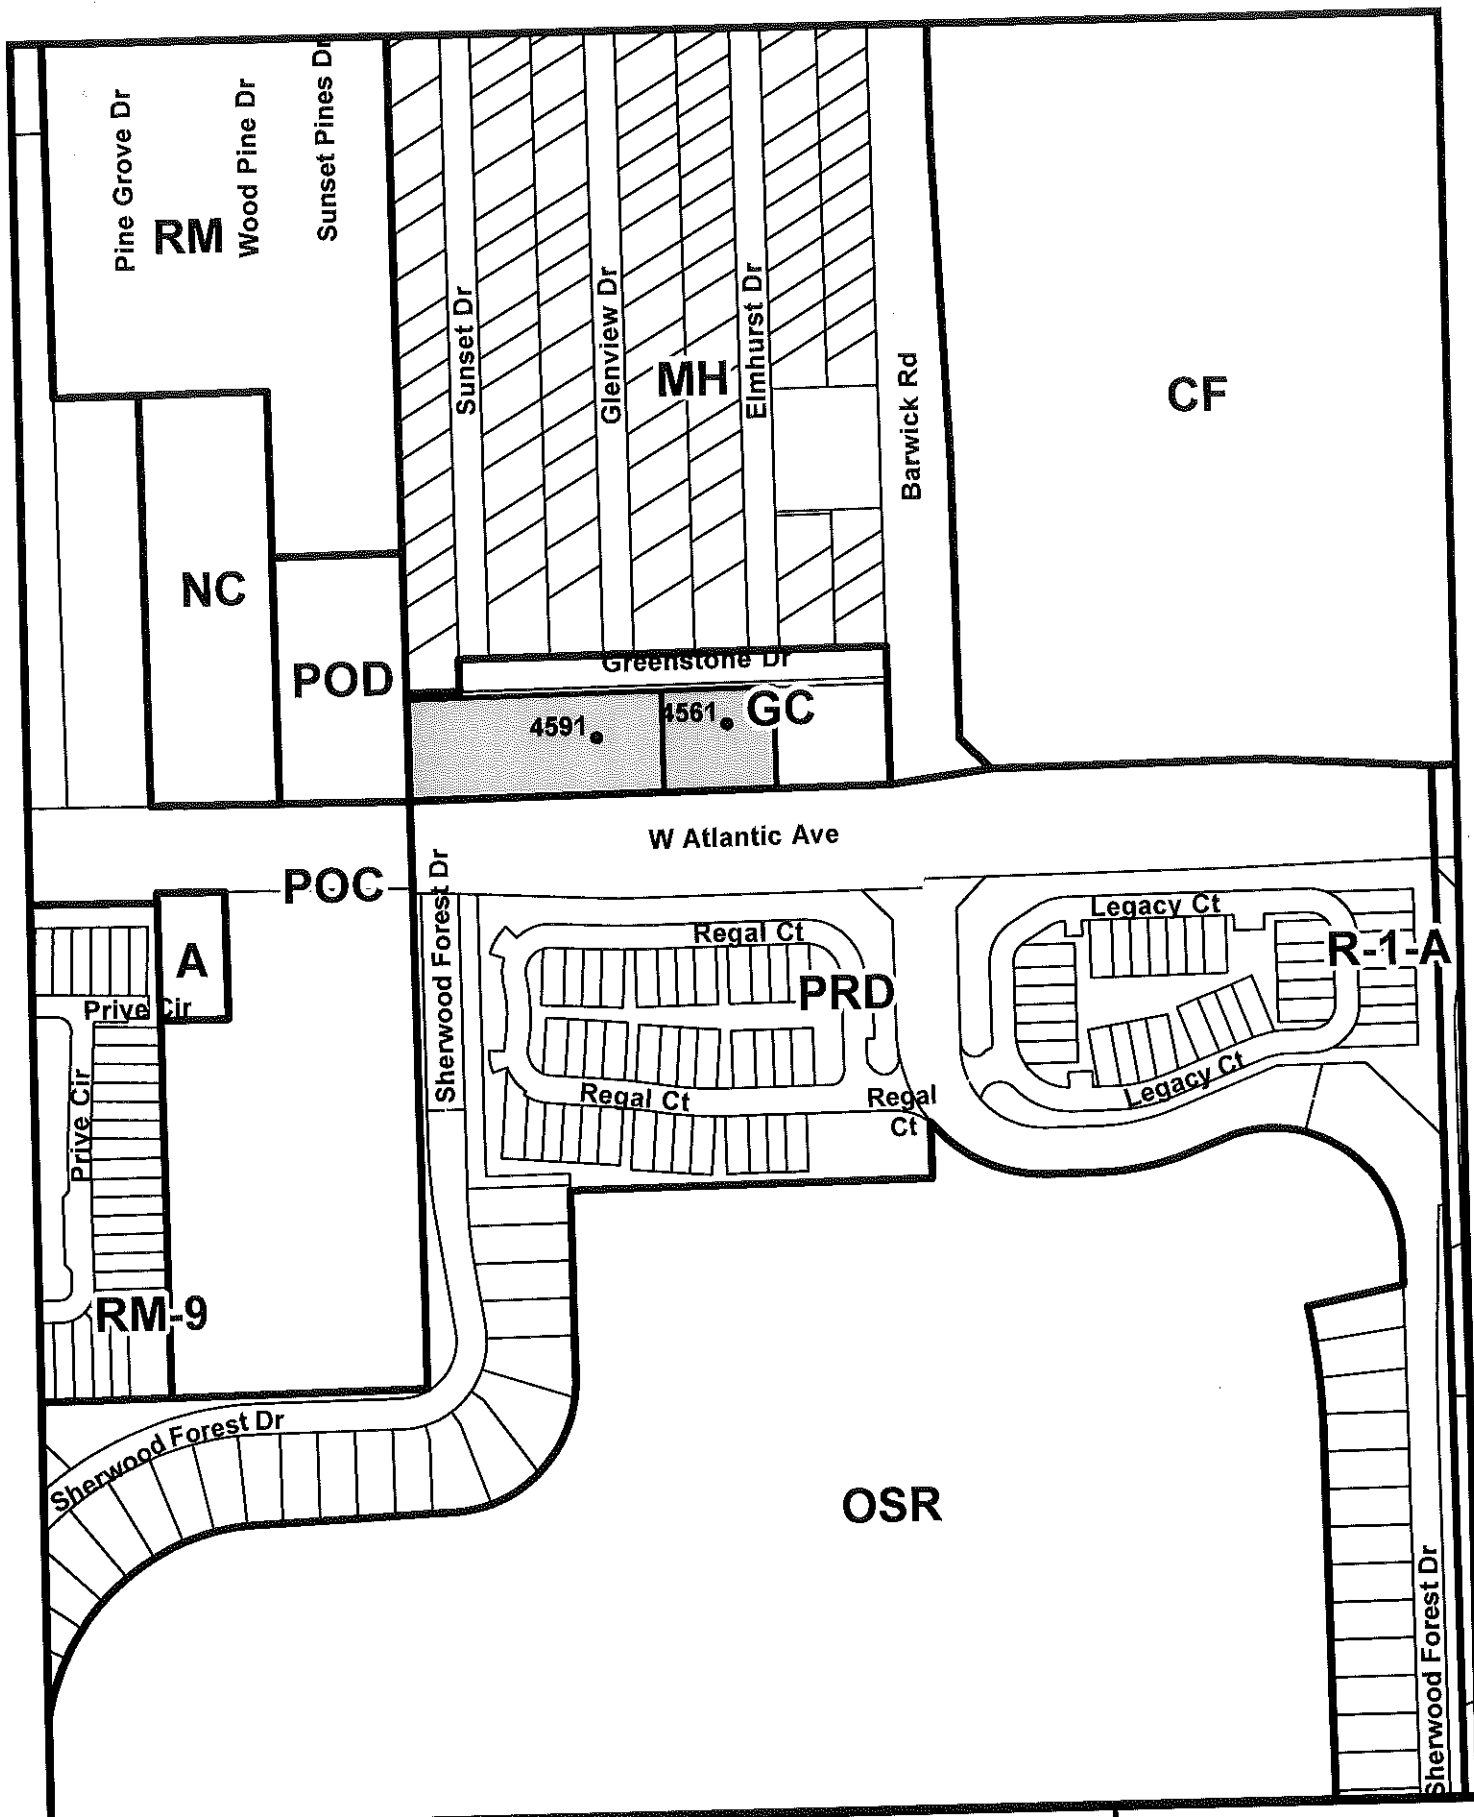 Pine Grove Dr
Wood Pine Dr
Sunset Pines Dr
RM
Sunset Dr
Glenview Dr
MH
Elmhurst Dr
Barwick Rd
CF
NC
POD
Greenstone Dr
4591
4561
GC
W Atlantic Ave
POC
Sherwood Forest Dr
A
Prive Cir
Prive Cir
RM-9
Regal Ct
PRD
Regal Ct
Regal
Ct
Legacy Ct
R-1-A
Legacy Ct
Sherwood Forest Dr
OSR
Sherwood Forest Dr